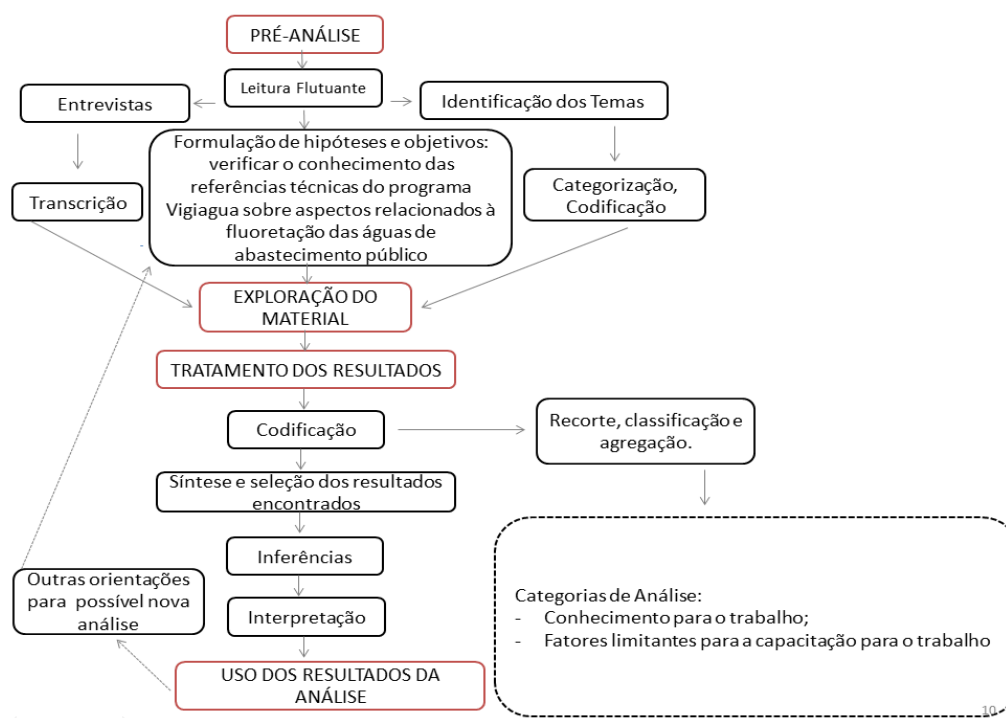 PRÉ-ANÁLISE
Leitura Flutuante
Entrevistas
Identificação dos Temas
Formulação de hipóteses e objetivos:
verificar o conhecimento das
referências técnicas do programa
Vigiagua sobre aspectos relacionados à
fluoretação das águas de
abastecimento público
Transcrição
Categorização,
Codificação
EXPLORAÇÃO DO
MATERIAL
TRATAMENTO DOS RESULTADOS
Codificação
Recorte, classificação e
agregação.
Síntese e seleção dos resultados
encontrados
Inferências
Outras orientações
para possível nova
análise
Interpretação
Categorias de Análise:
- Conhecimento para o trabalho;
- Fatores limitantes para a capacitação para o trabalho
USO DOS RESULTADOS DA
ANÁLISE
10